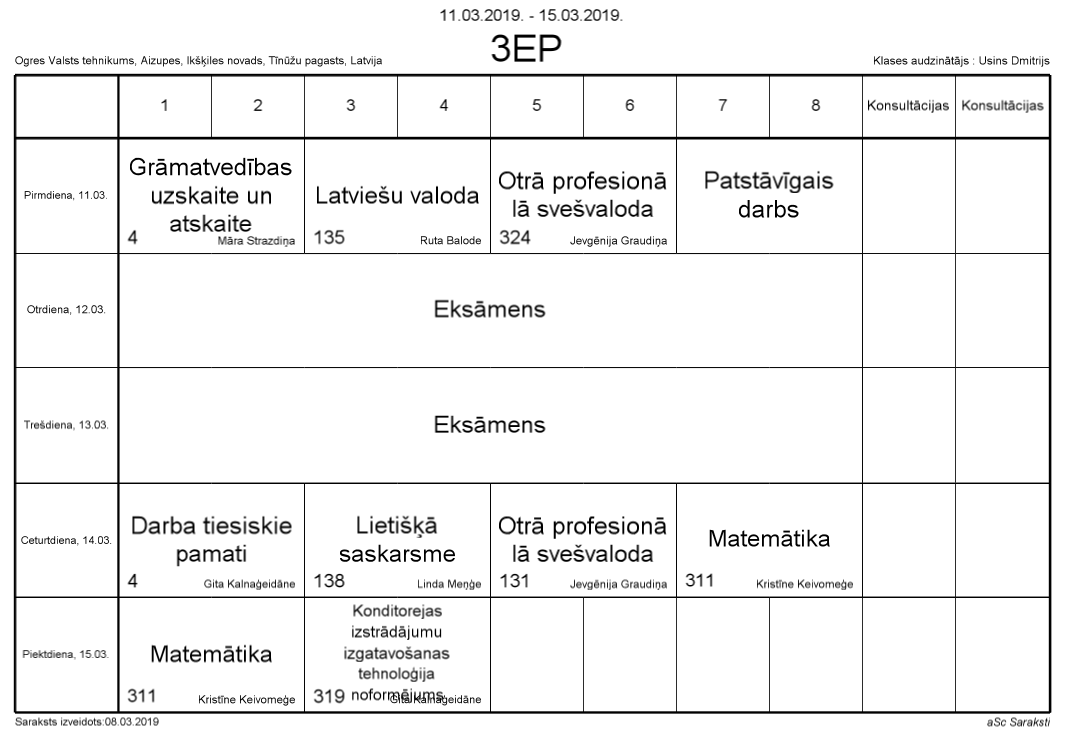 11.03.2019. - 15.03.2019.
3EP
Ogres Valsts tehnikums, Aizupes, Ikšķiles novads, Tīnūžu pagasts, Latvija
Klases audzinātājs : Usins Dmitrijs
1 2 3 4 5 6 7 8 Konsultācijas Konsultācijas
Pirmdiena, 11.03.
Grāmatvedības
uzskaite un
atskaite
4 Māra Strazdiņa
Latviešu valoda
135 Ruta Balode
Otrā profesionā
lā svešvaloda
324 Jevgēnija Graudiņa
Patstāvīgais
darbs
Otrdiena, 12.03.
Eksāmens
Trešdiena, 13.03.
Eksāmens
Ceturtdiena, 14.03.
Darba tiesiskie
pamati
4 Gita Kalnaģeidāne
Lietišķā
saskarsme
138 Linda Meņģe
Otrā profesionā
lā svešvaloda
131 Jevgēnija Graudiņa
Matemātika
311 Kristīne Keivomeģe
Piektdiena, 15.03.
Matemātika
311 Kristīne Keivomeģe
Konditorejas
izstrādājumu
izgatavošanas
tehnoloģija
noformējums
319 Gita Kalnaģeidāne
Saraksts izveidots:08.03.2019
aSc Saraksti